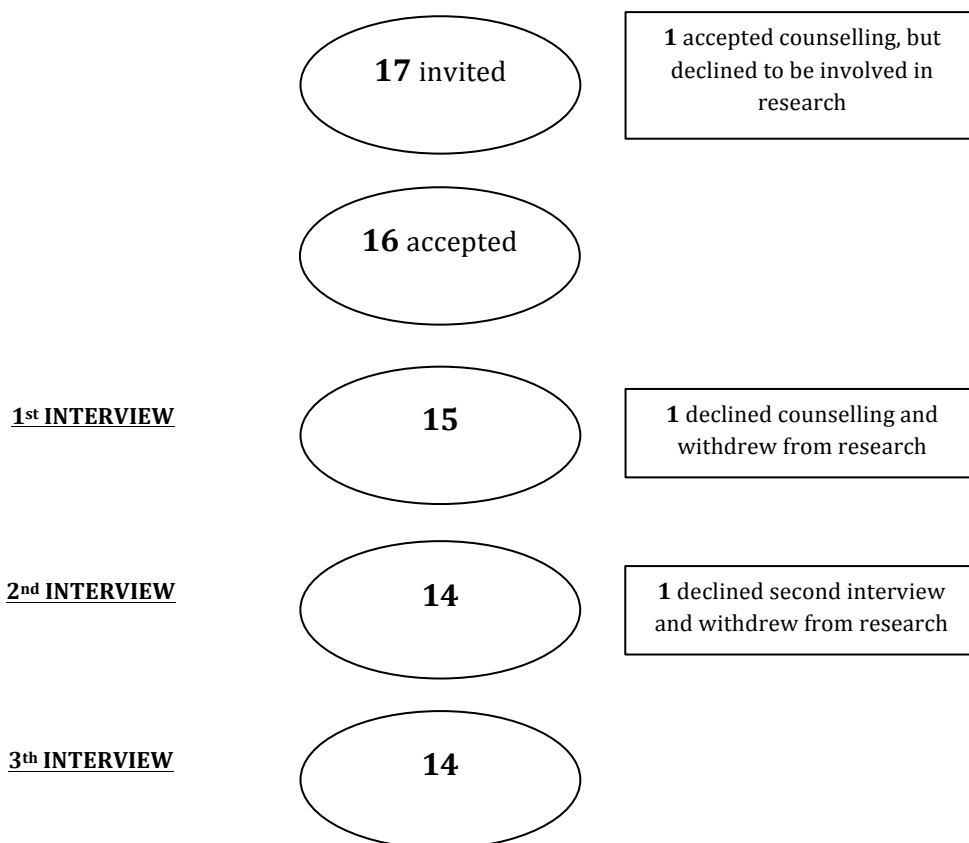 17 invited
1 accepted counselling, but
declined to be involved in
research
16 accepted
1st INTERVIEW
15
1 declined counselling and
withdrew from research
2nd INTERVIEW
14
1 declined second interview
and withdrew from research
3th INTERVIEW
14